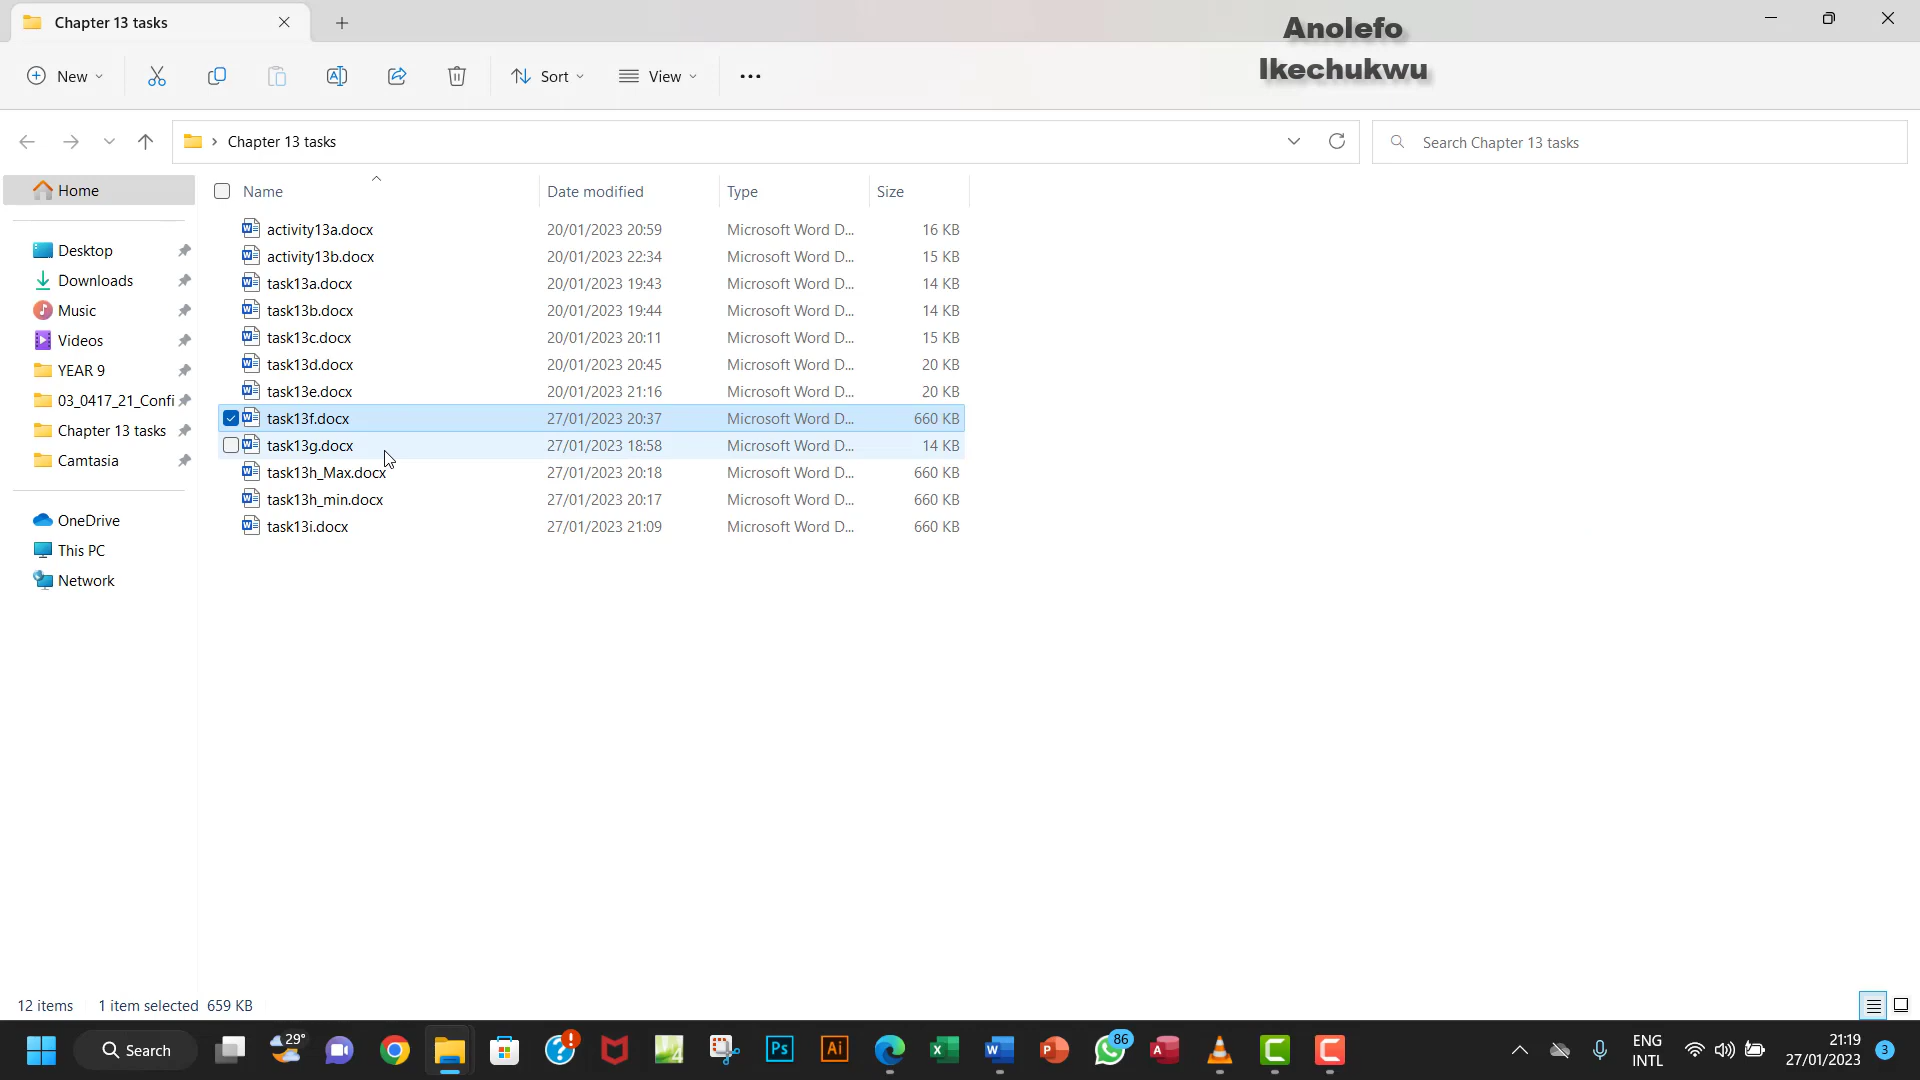 Chapter 13 tasks
Anolefo
Ikechukwu
New
Sort
View
Chapter 13 tasks
Search Chapter 13 tasks
Home
Name Date modified Type Size
Desktop
Downloads
Music
Videos
YEAR 9
03_0417_21_Confi
Chapter 13 tasks
Camtasia
OneDrive
This PC
Network
activity13a.docx 20/01/2023 20:59 Microsoft Word D... 16 KB
activity13b.docx 20/01/2023 22:34 Microsoft Word D... 15 KB
task13a.docx 20/01/2023 19:43 Microsoft Word D... 14 KB
task13b.docx 20/01/2023 19:44 Microsoft Word D... 14 KB
task13c.docx 20/01/2023 20:11 Microsoft Word D... 15 KB
task13d.docx 20/01/2023 20:45 Microsoft Word D... 20 KB
task13e.docx 20/01/2023 21:16 Microsoft Word D... 20 KB
task13f.docx 27/01/2023 20:37 Microsoft Word D... 660 KB
task13g.docx 27/01/2023 18:58 Microsoft Word D... 14 KB
task13h_Max.docx 27/01/2023 20:18 Microsoft Word D... 660 KB
task13h_min.docx 27/01/2023 20:17 Microsoft Word D... 660 KB
task13i.docx 27/01/2023 21:09 Microsoft Word D... 660 KB
12 items 1 item selected 659 KB
Search
29°
Ps
Ai
86
ENG
INTL
21:19
27/01/2023
3